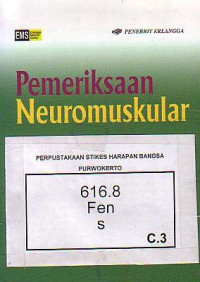 EMS
PENERBIT ERLANGGA
Pemeriksaan
Neuromuskular
PERPUSTAKAAN STIKES HARAPAN BANGSA
PURWOKERTO
616.8
Fen
s
C.3